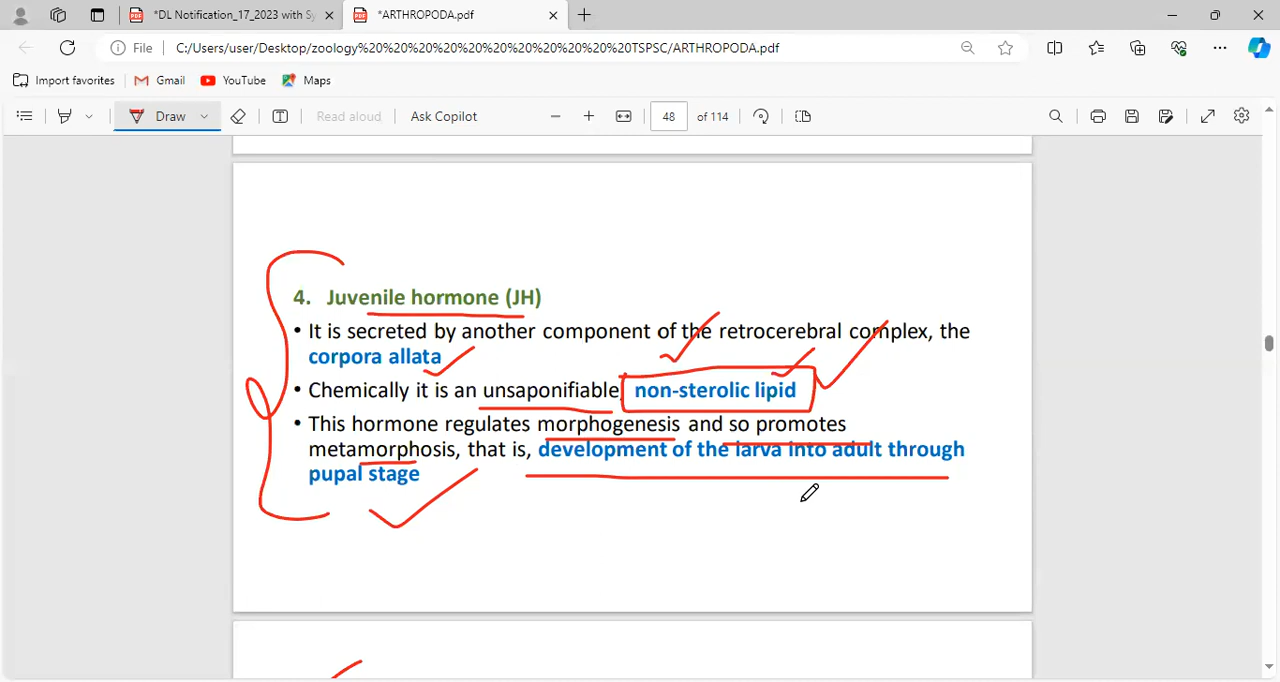 *DL Notification_17_2023 with Sy
*ARTHROPODA.pdf
File
C:/Users/user/Desktop/zoology%20%20%20%20%20%20%20%20%20%20TSPSC/ARTHROPODA.pdf
Import favorites
Gmail
YouTube
Maps
Draw
Read aloud
Ask Copilot
48
of 114
4. Juvenile hormone (JH)
• It is secreted by another component of the retrocerebral complex, the
corpora allata
• Chemically it is an unsaponifiable, non-sterolic lipid
• This hormone regulates morphogenesis and so promotes
metamorphosis, that is, development of the larva into adult through
pupal stage